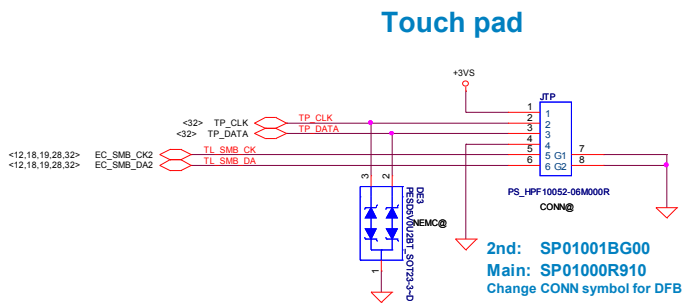 Touch pad
+3VS
JTP
<32> TP_CLK TP_CLK
<32> TP_DATA TP_DATA
<12,18,19,28,32> EC_SMB_CK2 TL_SMB_CK
<12,18,19,28,32> EC_SMB_DA2 TL_SMB_DA
1 1
2 2
3 3
4 4
5 5 G1 7
6 6 G2 8
PS_HPF10052-06M000R
CONN@
3 2
DE3
PESD5V0U2BT_SOT23-3~D
NEMC@
1
2nd: SP01001BG00
Main: SP01000R910
Change CONN symbol for DFB